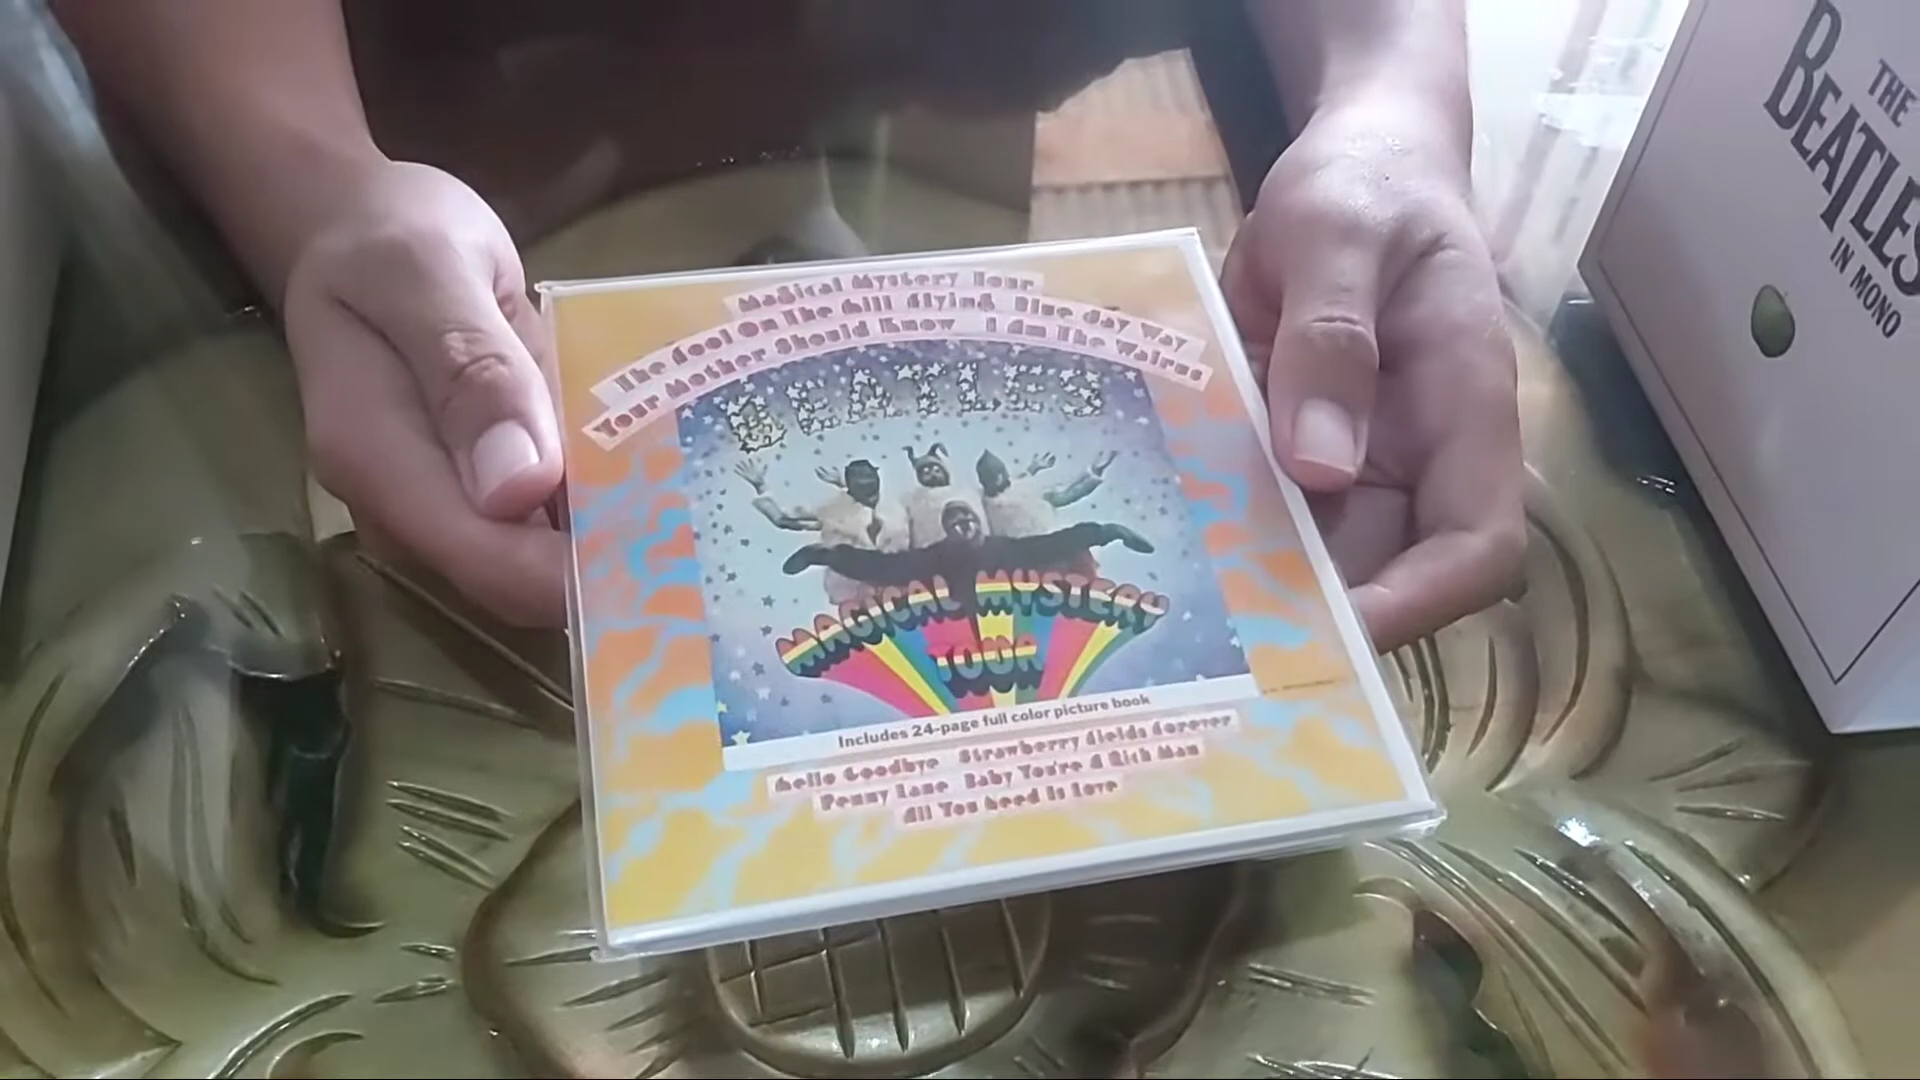 Magical Mystery Tour
The Fool On The Hill Flying Blue Jay Way
Your Mother Should Know I Am The Walrus
BEATLES
MAGICAL MYSTERY
TOUR
Includes 24-page full color picture book
Hello Goodbye Strawberry Fields Forever
Penny Lane Baby You're A Rich Man
All You Need Is Love
THE
BEATLES
IN MONO